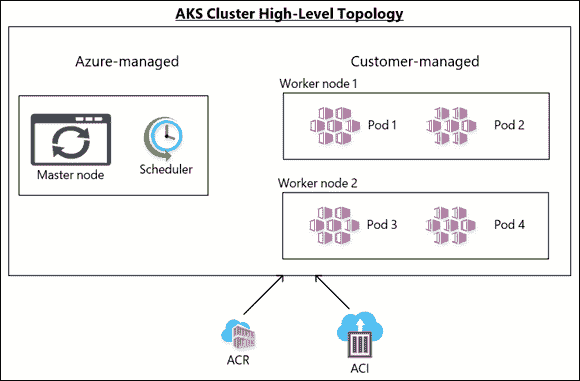 AKS Cluster High-Level Topology
Azure-managed
Customer-managed
Master node
Scheduler
Worker node 1
Pod 1
Pod 2
Worker node 2
Pod 3
Pod 4
ACR
ACI